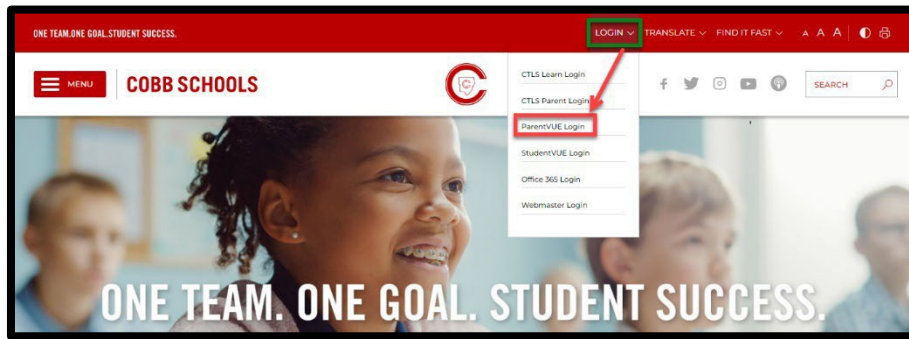 ONE TEAM.ONE GOAL.STUDENT SUCCESS.
LOGIN TRANSLATE FIND IT FAST A A A
MENU
COBB SCHOOLS
C
SEARCH
CTLS Learn Login
CTLS Parent Login
ParentVUE Login
StudentVUE Login
Office 365 Login
Webmaster Login
ONE TEAM. ONE GOAL. STUDENT SUCCESS.